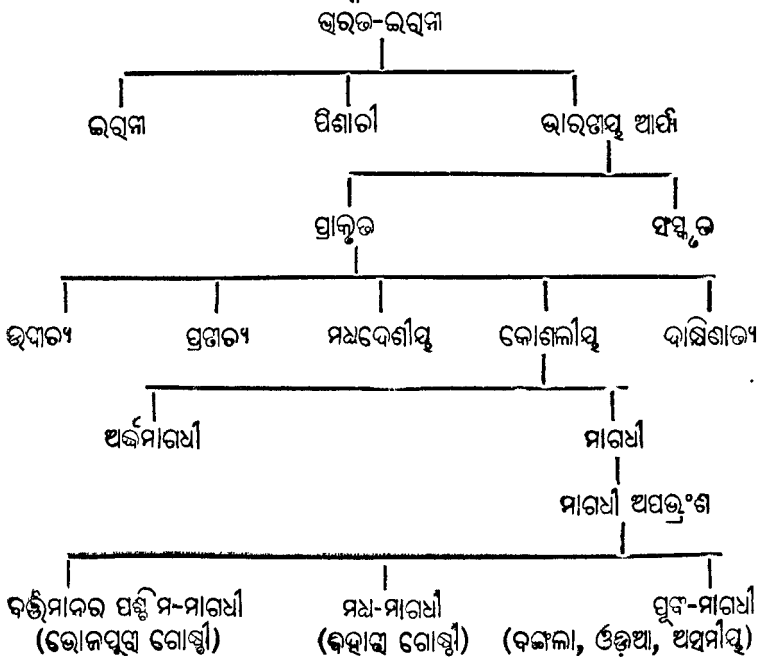 ଭାରତ-ଇରାନୀ
ଇରାନୀ ପିଶାଚୀ ଭାରତୀୟ ଆର୍ଯ୍ୟ
ପ୍ରାକୃତ ସଂସ୍କୃତ
ଉଦୀଚ୍ୟ ପ୍ରତୀଚ୍ୟ ମଧ୍ୟଦେଶୀୟ କୋଶଳୀୟ ଦାକ୍ଷିଣାତ୍ୟ
ଅର୍ଦ୍ଧମାଗଧୀ ମାଗଧୀ
ମାଗଧୀ ଅପଭ୍ରଂଶ
ବର୍ତ୍ତମାନର ପଶ୍ଚିମ-ମାଗଧୀ ମଧ୍ୟ-ମାଗଧୀ ପୂର୍ବ-ମାଗଧୀ
(ଭୋଜପୁରୀ ଗୋଷ୍ଠୀ) (ବିହାରୀ ଗୋଷ୍ଠୀ) (ବଙ୍ଗଳା, ଓଡ଼ିଆ, ଅସମୀୟ)